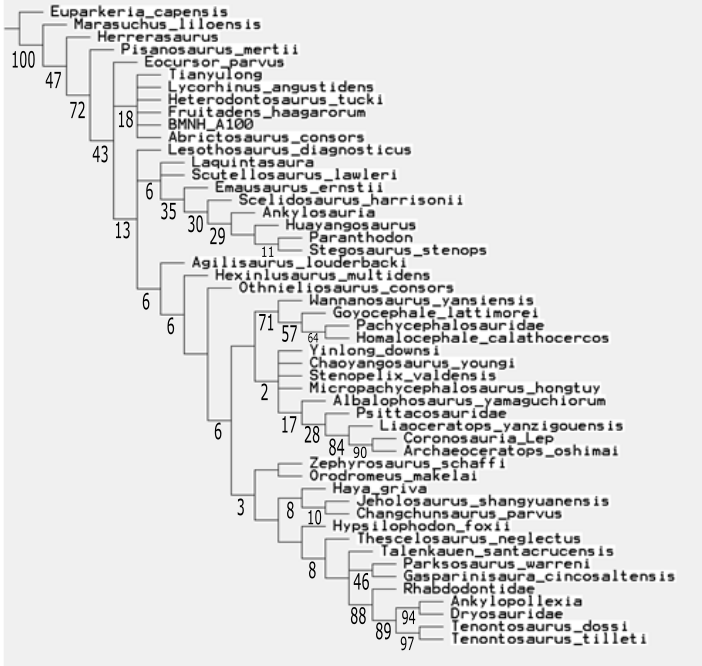 Euparkeria_capensis
Marasuchus_liloensis
100
Herrerasaurus
47
Pisanosaurus_mertii
72
Eocursor_parvus
Tianyulong
Lycorhinus_angustidens
Heterodontosaurus_tucki
18
Fruitadens_haagarorum
BMNH_A100
Abrictosaurus_consors
43
Lesothosaurus_diagnosticus
Laquintasaura
Scutellosaurus_lawleri
6
Emausaurus_ernstii
35
Scelidosaurus_harrisonii
30
Ankylosauria
29
Huayangosaurus
13
Paranthodon
11
Stegosaurus_stenops
Agilisaurus_louderbacki
Hexinlusaurus_multidens
6
Othnieliosaurus_consors
6
Wannanosaurus_yansiensis
71
Goyocephale_lattimorei
57
Pachycephalosauridae
64
Homalocephale_calathocercos
Yinlong_downsi
Chaoyangosaurus_youngi
Stenopelix_valdensis
2
Micropachycephalosaurus_hongtuy
Albalophosaurus_yamaguchiorum
17
Psittacosauridae
28
Liaoceratops_yanzigouensis
6
84
Coronosauria_Lep
90
Archaeoceratops_oshimai
Zephyrosaurus_schaffi
Orodromeus_makelai
3
Haya_griva
8
Jeholosaurus_shangyuanensis
10
Changchunsaurus_parvus
Hypsilophodon_foxii
Thescelosaurus_neglectus
8
Talenkauen_santacrucensis
Parksosaurus_warreni
46
Gasparinisaura_cincosaltensis
Rhabdodontidae
88
Ankylopollexia
94
Dryosauridae
89
Tenontosaurus_dossi
97
Tenontosaurus_tilleti